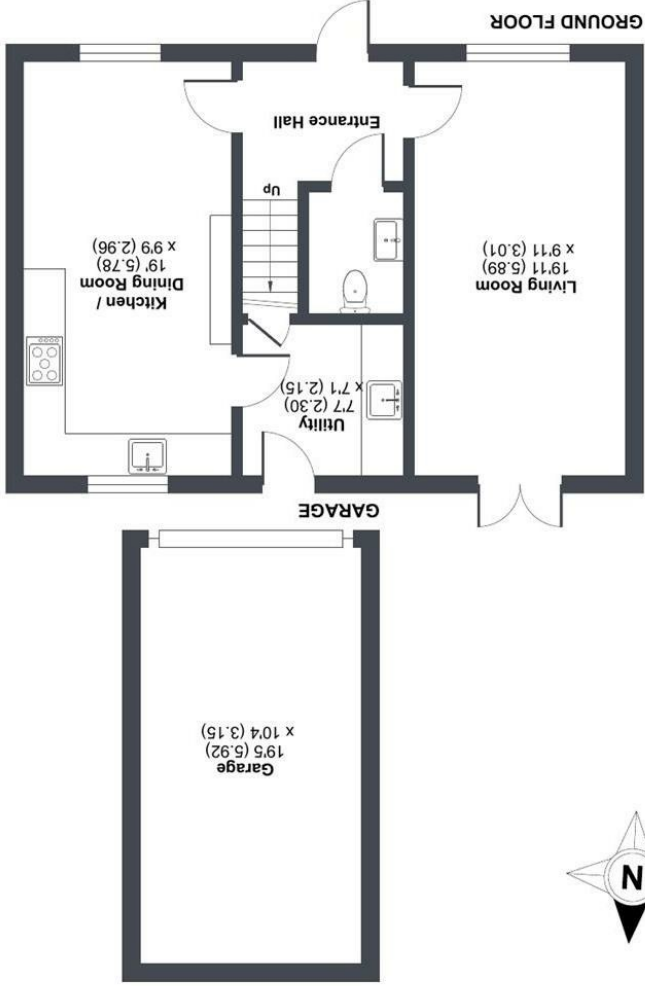 N
Garage
19'5 (5.92)
x 10'4 (3.15)
GARAGE
Utility
7'7 (2.30)
x 7'1 (2.15)
Living Room
19'11 (5.89)
x 9'11 (3.01)
Kitchen /
Dining Room
19' (5.78)
x 9'9 (2.96)
Up
Entrance Hall
GROUND FLOOR